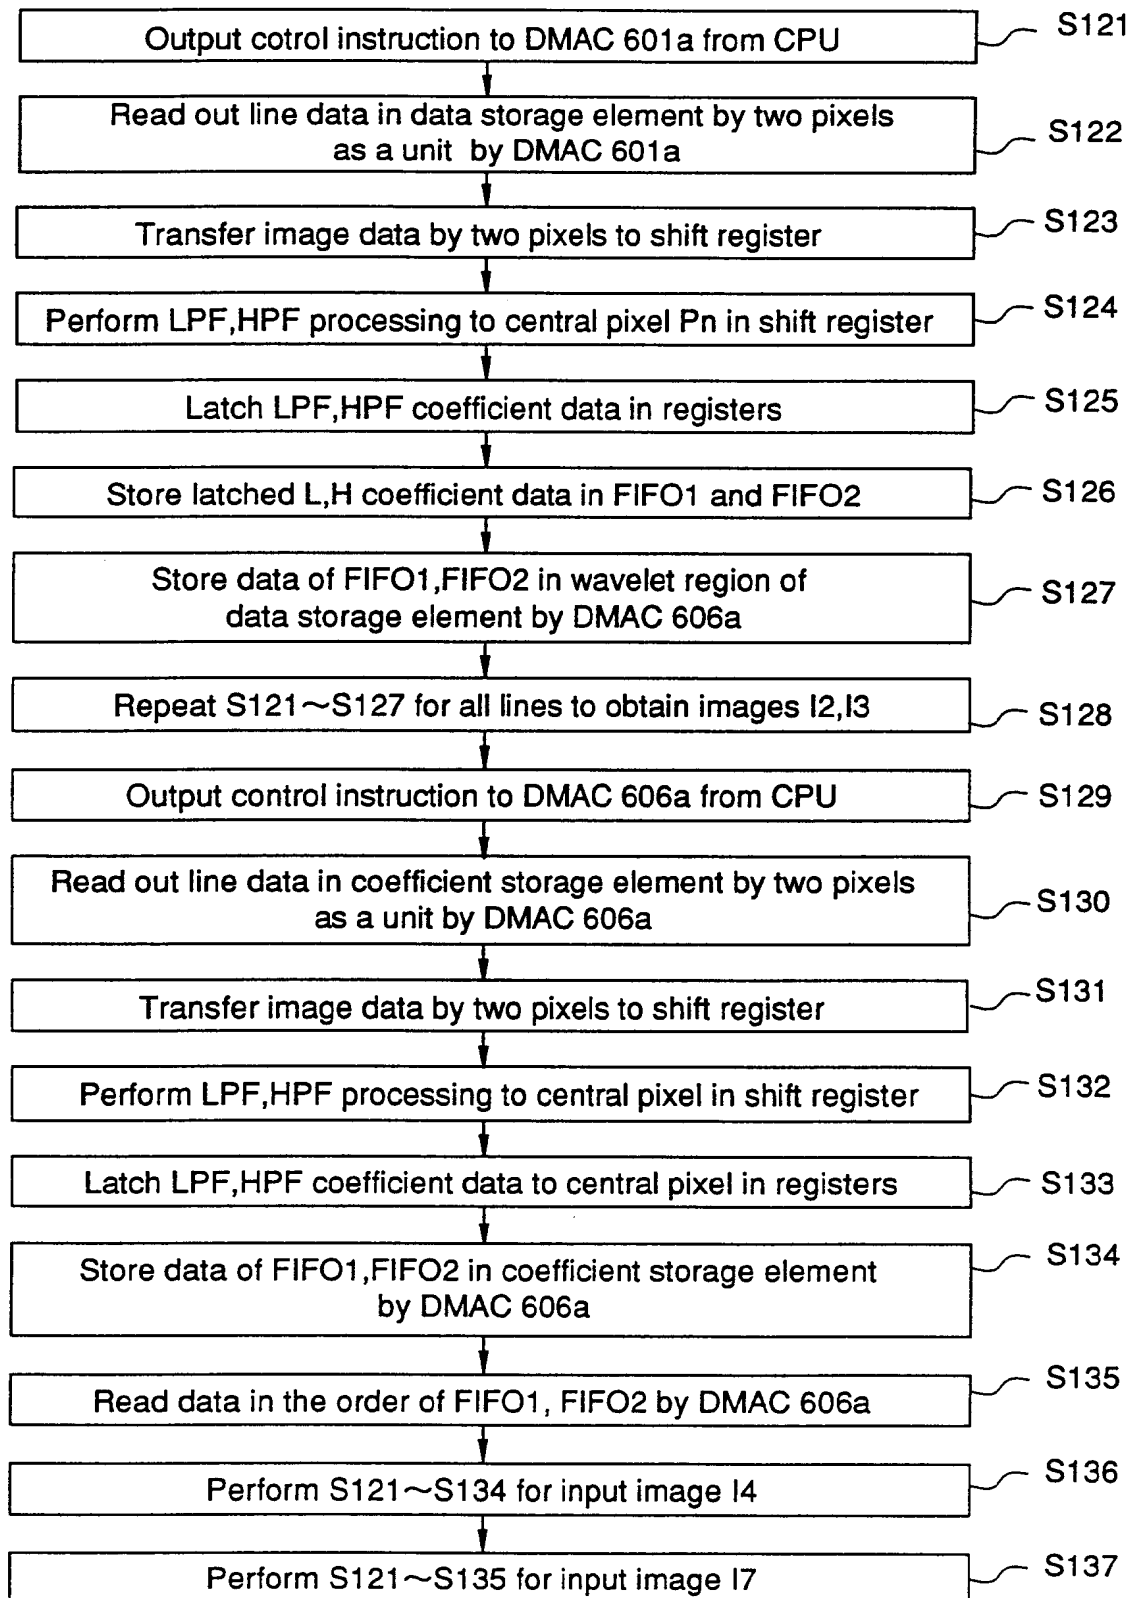 Output cotrol instruction to DMAC 601a from CPU
S121
Read out line data in data storage element by two pixels
as a unit by DMAC 601a
S122
Transfer image data by two pixels to shift register
S123
Perform LPF,HPF processing to central pixel Pn in shift register
S124
Latch LPF,HPF coefficient data in registers
S125
Store latched L,H coefficient data in FIFO1 and FIFO2
S126
Store data of FIFO1,FIFO2 in wavelet region of
data storage element by DMAC 606a
S127
Repeat S121~S127 for all lines to obtain images I2,I3
S128
Output control instruction to DMAC 606a from CPU
S129
Read out line data in coefficient storage element by two pixels
as a unit by DMAC 606a
S130
Transfer image data by two pixels to shift register
S131
Perform LPF,HPF processing to central pixel in shift register
S132
Latch LPF,HPF coefficient data to central pixel in registers
S133
Store data of FIFO1,FIFO2 in coefficient storage element
by DMAC 606a
S134
Read data in the order of FIFO1, FIFO2 by DMAC 606a
S135
Perform S121~S134 for input image I4
S136
Perform S121~S135 for input image I7
S137